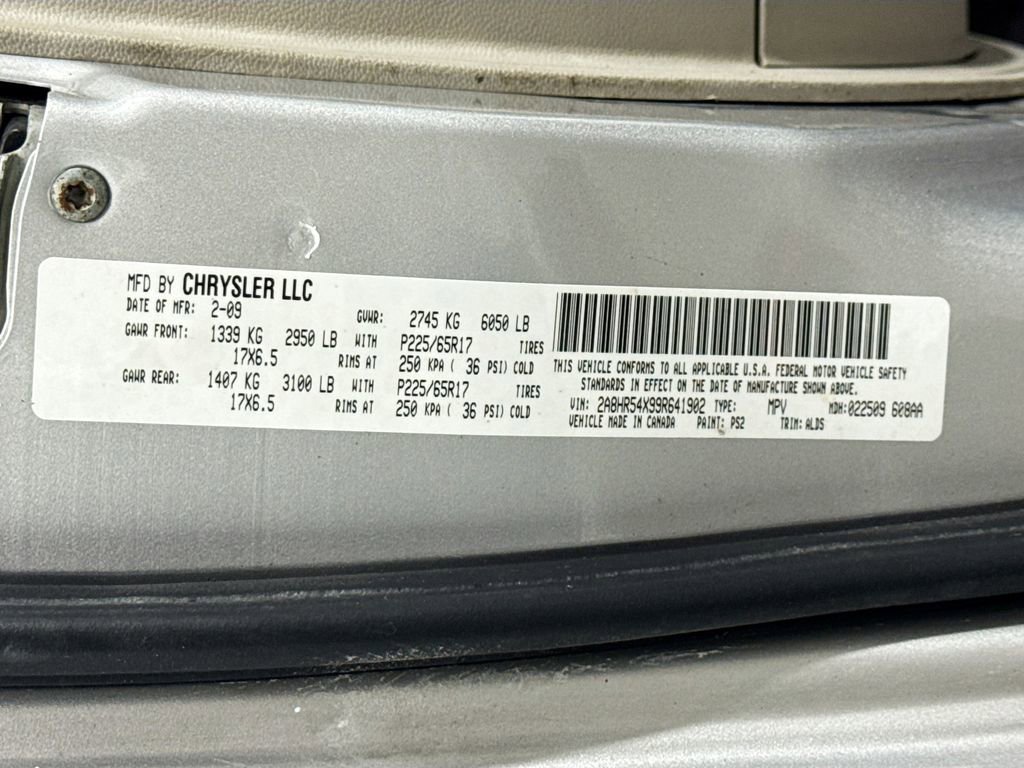 MFD BY CHRYSLER LLC
DATE OF MFR: 2-09 GVWR: 2745 KG 6050 LB
GAWR FRONT: 1339 KG 2950 LB WITH P225/65R17 TIRES
17X6.5 RIMS AT 250 KPA ( 36 PSI) COLD
GAWR REAR: 1407 KG 3100 LB WITH P225/65R17 TIRES
17X6.5 RIMS AT 250 KPA ( 36 PSI) COLD
THIS VEHICLE CONFORMS TO ALL APPLICABLE U.S.A. FEDERAL MOTOR VEHICLE SAFETY
STANDARDS IN EFFECT ON THE DATE OF MANUFACTURE SHOWN ABOVE.
VIN: 2A8HR54X99R641902 TYPE: MPV MDH:022509 608AA
VEHICLE MADE IN CANADA PAINT: PS2 TRIM: ALDS